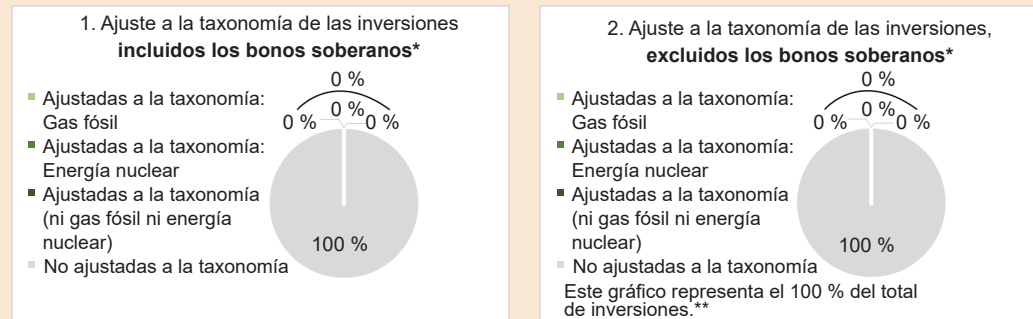 1. Ajuste a la taxonomía de las inversiones
incluidos los bonos soberanos*
0 %
0 %
0 %
0 %
Ajustadas a la taxonomía:
Gas fósil
Ajustadas a la taxonomía:
Energía nuclear
Ajustadas a la taxonomía
(ni gas fósil ni energía
nuclear)
100 %
No ajustadas a la taxonomía
2. Ajuste a la taxonomía de las inversiones,
excluidos los bonos soberanos*
0 %
0 %
0 %
0 %
Ajustadas a la taxonomía:
Gas fósil
Ajustadas a la taxonomía:
Energía nuclear
Ajustadas a la taxonomía
(ni gas fósil ni energía
nuclear)
100 %
No ajustadas a la taxonomía
Este gráfico representa el 100 % del total
de inversiones.**